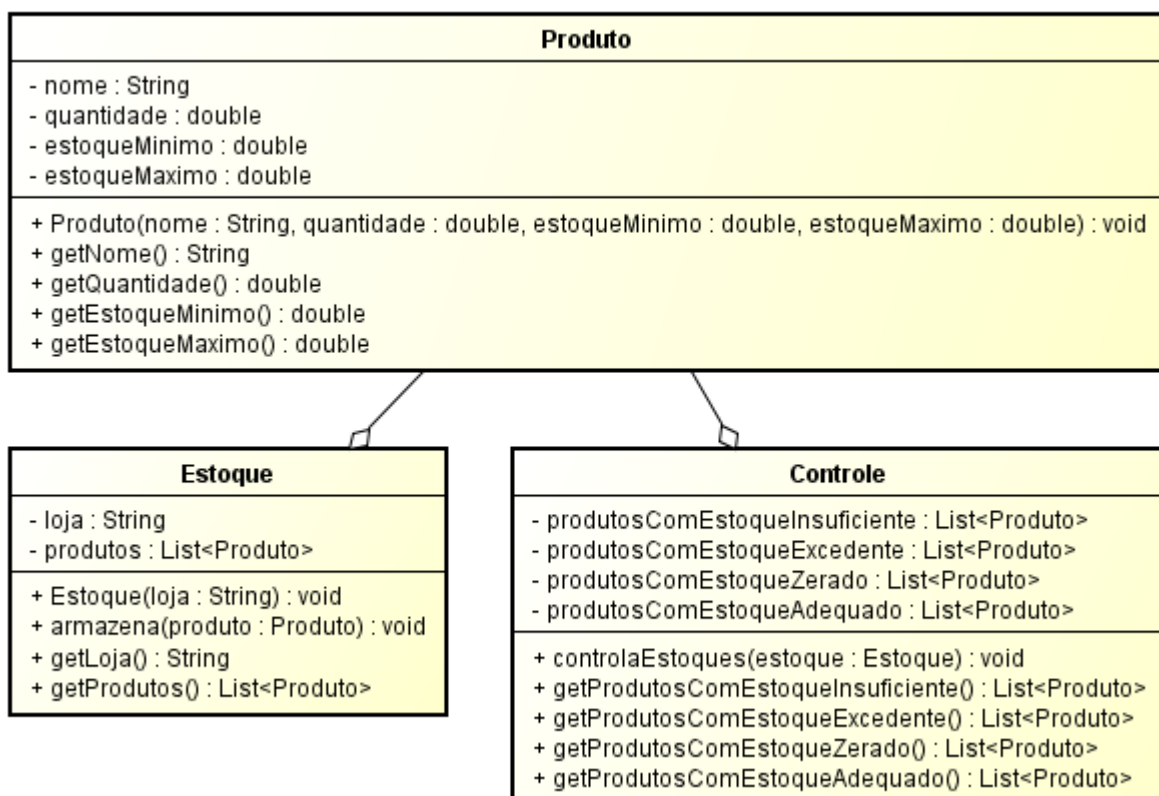 Produto
- nome : String
- quantidade : double
- estoqueMinimo : double
- estoqueMaximo : double
+ Produto(nome : String, quantidade : double, estoqueMinimo : double, estoqueMaximo : double) : void
+ getNome() : String
+ getQuantidade() : double
+ getEstoqueMinimo() : double
+ getEstoqueMaximo() : double
Estoque
- loja : String
- produtos : List<Produto>
+ Estoque(loja : String) : void
+ armazena(produto : Produto) : void
+ getLoja() : String
+ getProdutos() : List<Produto>
Controle
- produtosComEstoqueInsuficiente : List<Produto>
- produtosComEstoqueExcedente : List<Produto>
- produtosComEstoqueZerado : List<Produto>
- produtosComEstoqueAdequado : List<Produto>
+ controlaEstoques(estoque : Estoque) : void
+ getProdutosComEstoqueInsuficiente() : List<Produto>
+ getProdutosComEstoqueExcedente() : List<Produto>
+ getProdutosComEstoqueZerado() : List<Produto>
+ getProdutosComEstoqueAdequado() : List<Produto>